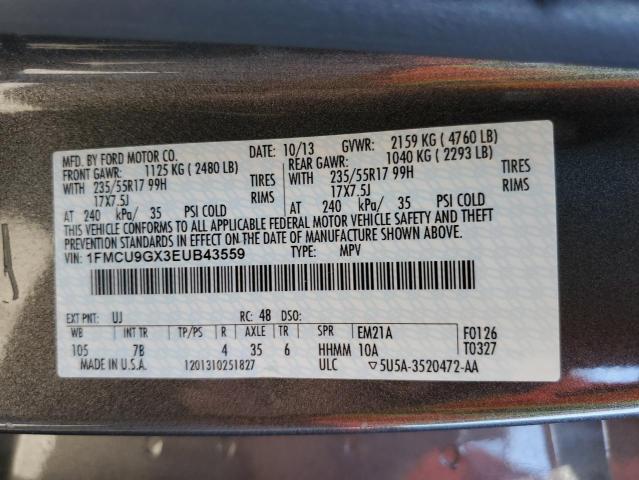 MFD. BY FORD MOTOR CO. DATE: 10/13 GVWR: 2159 KG ( 4760 LB)
FRONT GAWR: 1125 KG ( 2480 LB) REAR GAWR: 1040 KG ( 2293 LB)
WITH 235/55R17 99H TIRES WITH 235/55R17 99H TIRES
17X7.5J RIMS 17X7.5J RIMS
AT 240 kPa/ 35 PSI COLD AT 240 kPa/ 35 PSI COLD
THIS VEHICLE CONFORMS TO ALL APPLICABLE FEDERAL MOTOR VEHICLE SAFETY AND THEFT
PREVENTION STANDARDS IN EFFECT ON THE DATE OF MANUFACTURE SHOWN ABOVE.
VIN: 1FMCU9GX3EUB43559 TYPE: MPV
EXT PNT: UJ RC: 48 DSO:
WB INT TR TP/PS R AXLE TR SPR EM21A F0126
105 7B 4 35 6 HHMM 10A T0327
MADE IN U.S.A. 1201310251827 ULC ▽5U5A-3520472-AA